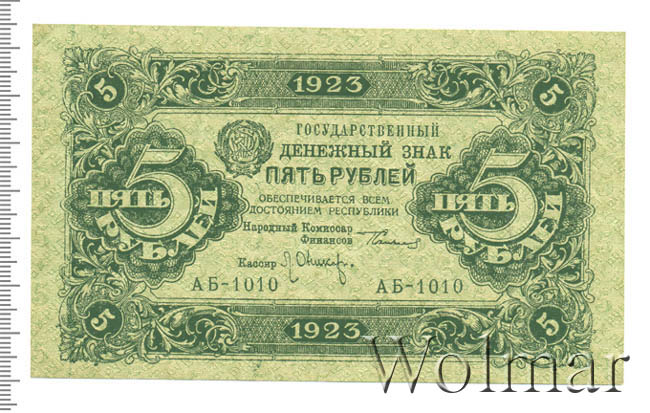 5 1923 5
ГОСУДАРСТВЕННЫЙ
ДЕНЕЖНЫЙ ЗНАК
ПЯТЬ РУБЛЕЙ
ОБЕСПЕЧИВАЕТСЯ ВСЕМ
ДОСТОЯНИЕМ РЕСПУБЛИКИ
5 ПЯТЬ РУБЛЕЙ
5 ПЯТЬ РУБЛЕЙ
Народный Комиссар
Финансов
Кассир
АБ-1010 АБ-1010
5 1923 5
Wolmar